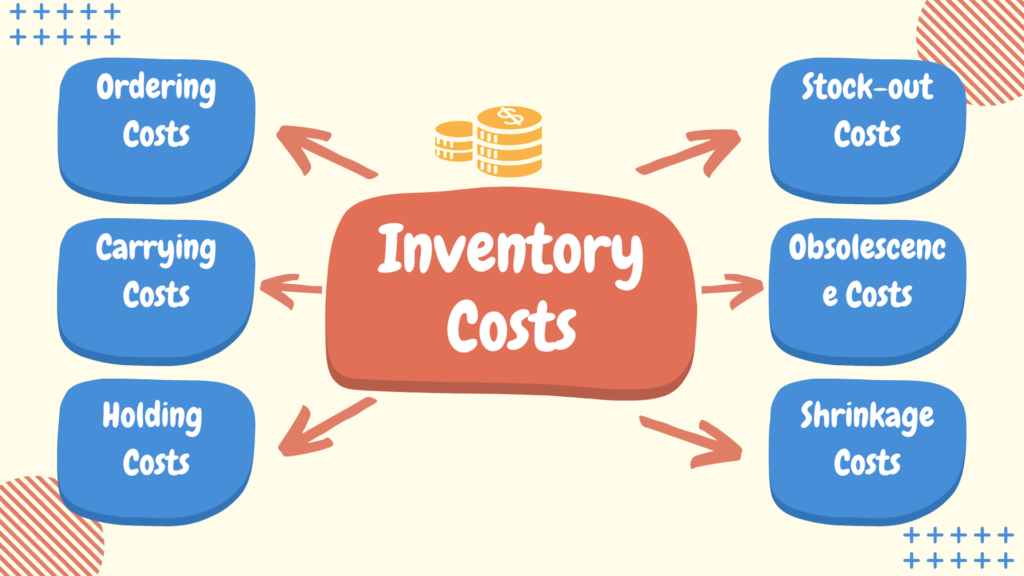 Ordering
Costs
Stock-out
Costs
Inventory
Costs
Carrying
Costs
Obsolescenc
e Costs
Holding
Costs
Shrinkage
Costs
$